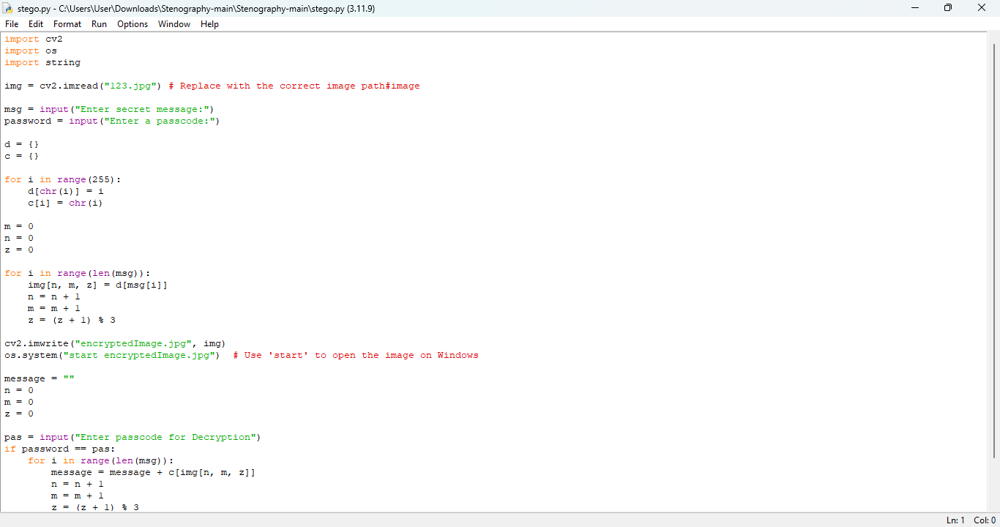 stego.py - C:\Users\User\Downloads\Stenography-main\Stenography-main\stego.py (3.11.9)
File Edit Format Run Options Window Help
import cv2
import os
import string

img = cv2.imread("123.jpg") # Replace with the correct image path#image

msg = input("Enter secret message:")
password = input("Enter a passcode:")

d = {}
c = {}

for i in range(255):
    d[chr(i)] = i
    c[i] = chr(i)

m = 0
n = 0
z = 0

for i in range(len(msg)):
    img[n, m, z] = d[msg[i]]
    n = n + 1
    m = m + 1
    z = (z + 1) % 3

cv2.imwrite("encryptedImage.jpg", img)
os.system("start encryptedImage.jpg")  # Use 'start' to open the image on Windows

message = ""
n = 0
m = 0
z = 0

pas = input("Enter passcode for Decryption")
if password == pas:
    for i in range(len(msg)):
        message = message + c[img[n, m, z]]
        n = n + 1
        m = m + 1
        z = (z + 1) % 3
Ln: 1 Col: 0